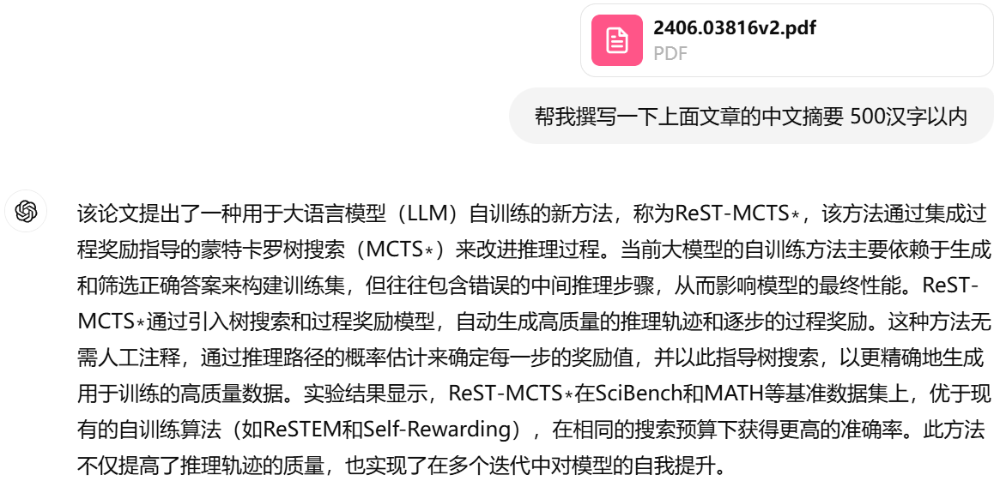 2406.03816v2.pdf
PDF
帮我撰写一下上面文章的中文摘要 500汉字以内
该论文提出了一种用于大语言模型（LLM）自训练的新方法，称为ReST-MCTS*，该方法通过集成过
程奖励指导的蒙特卡罗树搜索（MCTS*）来改进推理过程。当前大模型的自训练方法主要依赖于生成
和筛选正确答案来构建训练集，但往往包含错误的中间推理步骤，从而影响模型的最终性能。ReST-
MCTS*通过引入树搜索和过程奖励模型，自动生成高质量的推理轨迹和逐步的过程奖励。这种方法无
需人工注释，通过推理路径的概率估计来确定每一步的奖励值，并以此指导树搜索，以更精确地生成
用于训练的高质量数据。实验结果显示，ReST-MCTS*在SciBench和MATH等基准数据集上，优于现
有的自训练算法（如ReSTEM和Self-Rewarding），在相同的搜索预算下获得更高的准确率。此方法
不仅提高了推理轨迹的质量，也实现了在多个迭代中对模型的自我提升。